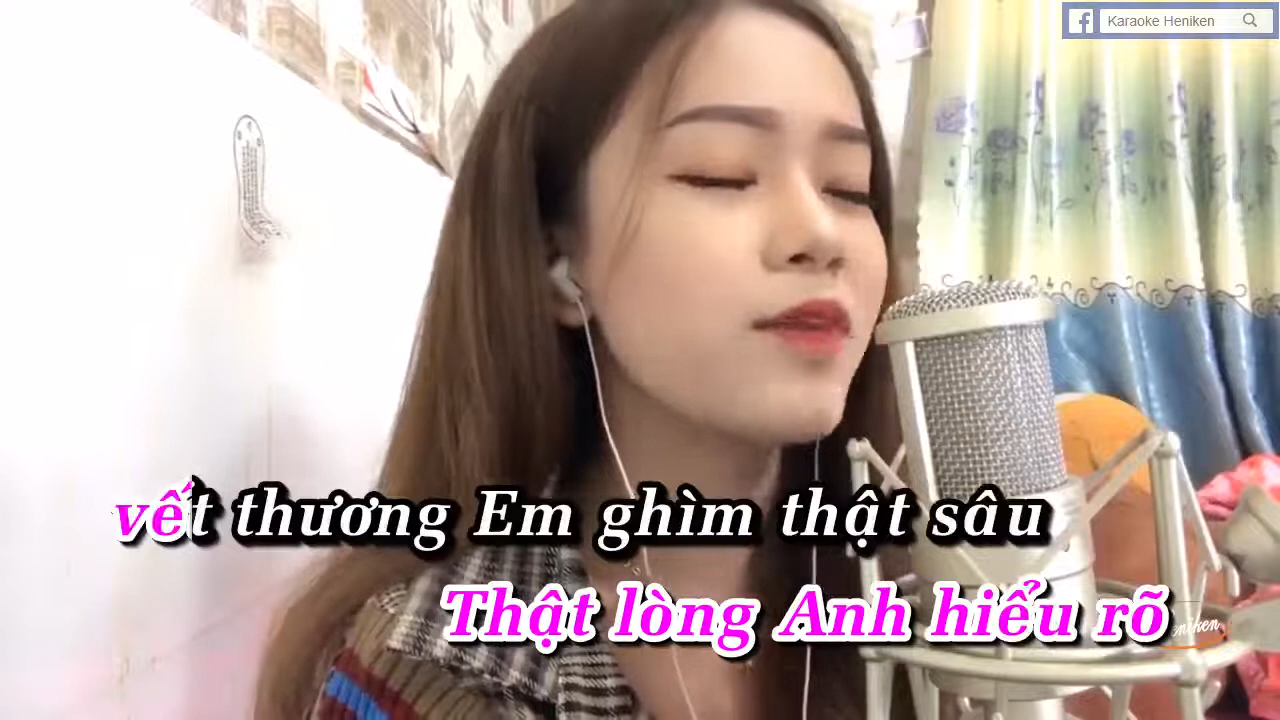 Karaoke Heniken
vết thương Em ghìm thật sâu
Thật lòng Anh hiểu rõ